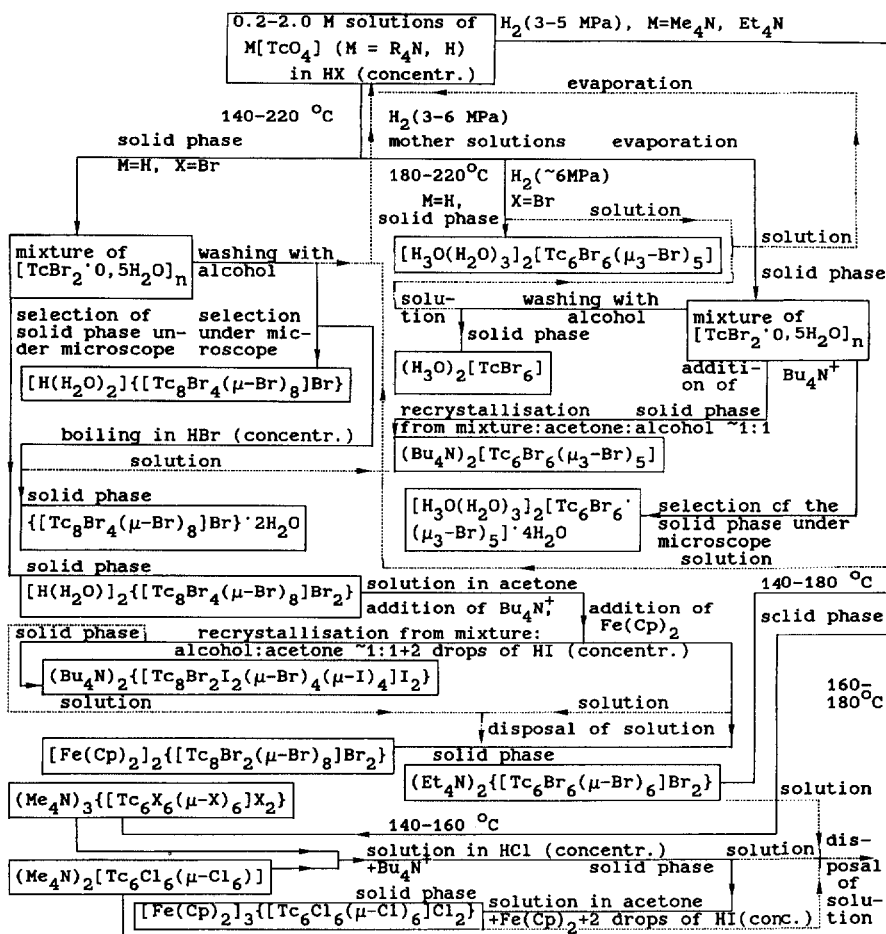 0.2-2.0 M solutions of
M[TcO₄] (M = R₄N, H)
in HX (concentr.)
H₂(3-5 MPa), M=Me₄N, Et₄N
evaporation
140-220 °C
H₂(3-6 MPa)
mother solutions
evaporation
solid phase
M=H, X=Br
180-220°C
H₂(~6MPa)
M=H,
X=Br
solid phase
solution
mixture of
[TcBr₂·0,5H₂O]ₙ
washing with
alcohol
[H₃O(H₂O)₃]₂[Tc₆Br₆(μ₃-Br)₅]
solution
solid phase
selection of
solid phase un-
der microscope
selection
under mic-
roscope
solu-
tion
washing with
alcohol
solid phase
mixture of
[TcBr₂·0,5H₂O]ₙ
[H(H₂O)₂]{[Tc₈Br₄(μ-Br)₈]Br}
(H₃O)₂[TcBr₆]
additi-
on of
Bu₄N⁺
recrystallisation
solid phase
from mixture:acetone:alcohol ~1:1
boiling in HBr (concentr.)
solution
(Bu₄N)₂[Tc₆Br₆(μ₃-Br)₅]
solid phase
{[Tc₈Br₄(μ-Br)₈]Br}·2H₂O
[H₃O(H₂O)₃]₂[Tc₆Br₆·
(μ₃-Br)₅]·4H₂O
selection cf the
solid phase under
microscope
solution
solid phase
[H(H₂O)]₂{[Tc₈Br₄(μ-Br)₈]Br₂}
solution in acetone
addition of Bu₄N⁺,
addition of
Fe(Cp)₂
140-180 °C
sclid phase
solid phase
recrystallisation from mixture:
alcohol:acetone ~1:1+2 drops of HI (concentr.)
(Bu₄N)₂{[Tc₈Br₂I₂(μ-Br)₄(μ-I)₄]I₂}
160-
180°C
solution
solution
disposal of solution
[Fe(Cp)₂]₂{[Tc₈Br₂(μ-Br)₈]Br₂}
solid phase
(Et₄N)₂{[Tc₆Br₆(μ-Br)₆]Br₂}
solution
(Me₄N)₃{[Tc₆X₆(μ-X)₆]X₂}
140-160 °C
solution in HCl (concentr.)
+Bu₄N⁺
solid phase
solution
dis-
posal
of
solu-
tion
(Me₄N)₂[Tc₆Cl₆(μ-Cl₆)]
solid phase
[Fe(Cp)₂]₃{[Tc₆Cl₆(μ-Cl)₆]Cl₂}
solution in acetone
+Fe(Cp)₂+2 drops of HI(conc.)